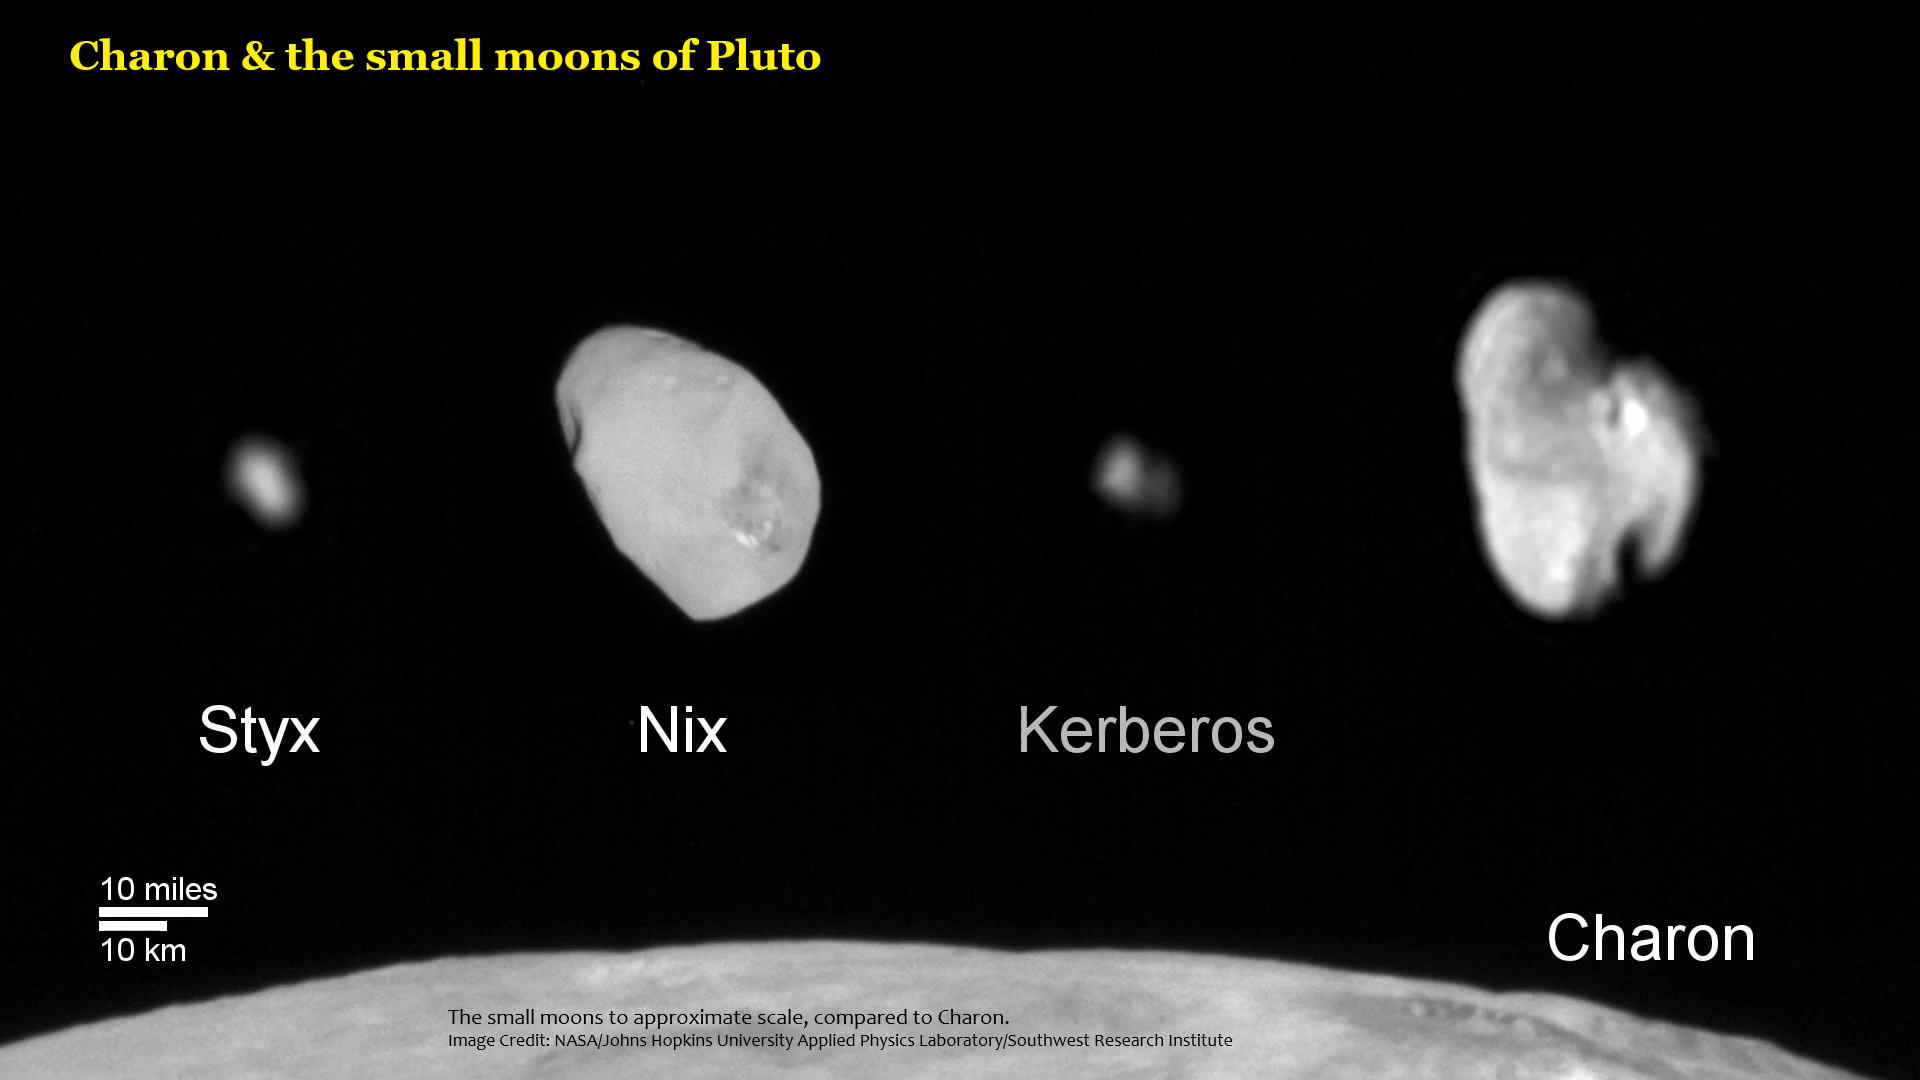 Charon & the small moons of Pluto
Styx
Nix
Kerberos
10 miles
10 km
Charon
The small moons to approximate scale, compared to Charon.
Image Credit: NASA/Johns Hopkins University Applied Physics Laboratory/Southwest Research Institute